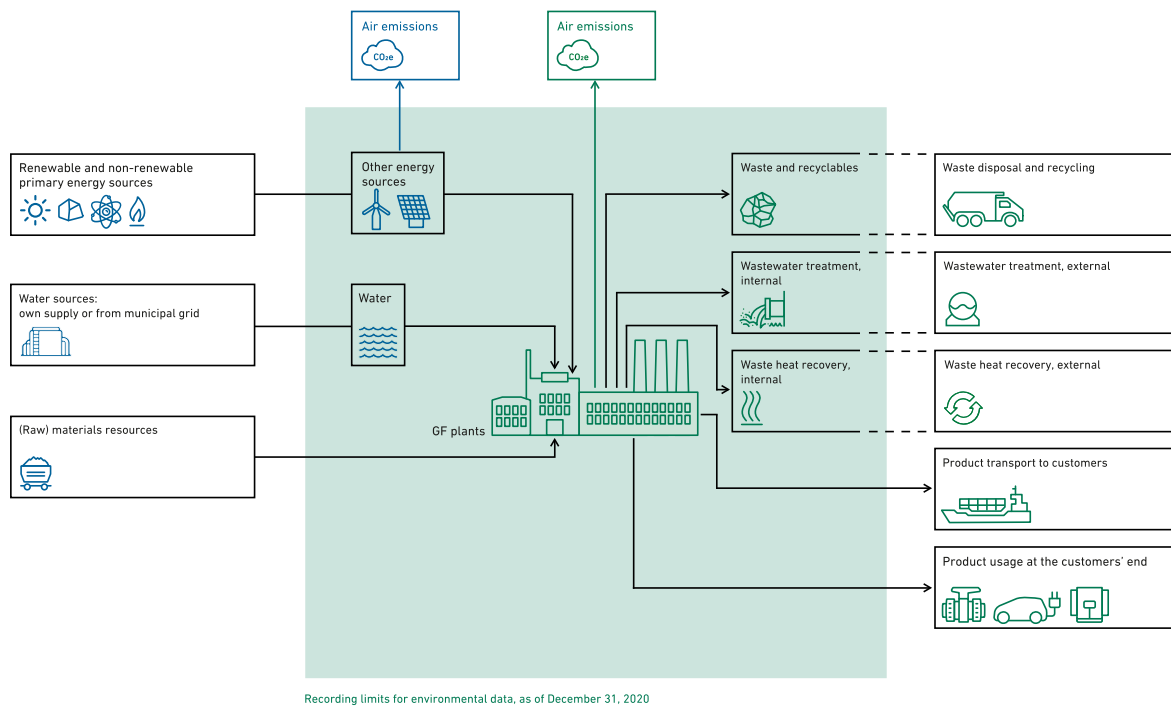 Air emissions
CO₂e
Air emissions
CO₂e
Renewable and non-renewable
primary energy sources
Other energy
sources
Waste and recyclables
Waste disposal and recycling
Water sources:
own supply or from municipal grid
Water
Wastewater treatment,
internal
Wastewater treatment, external
Waste heat recovery,
internal
Waste heat recovery, external
(Raw) materials resources
GF plants
Product transport to customers
Product usage at the customers’ end
Recording limits for environmental data, as of December 31, 2020